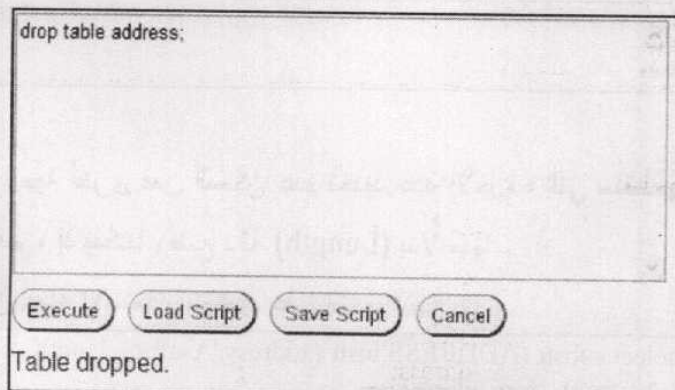 drop table address;
Execute Load Script Save Script Cancel
Table dropped.